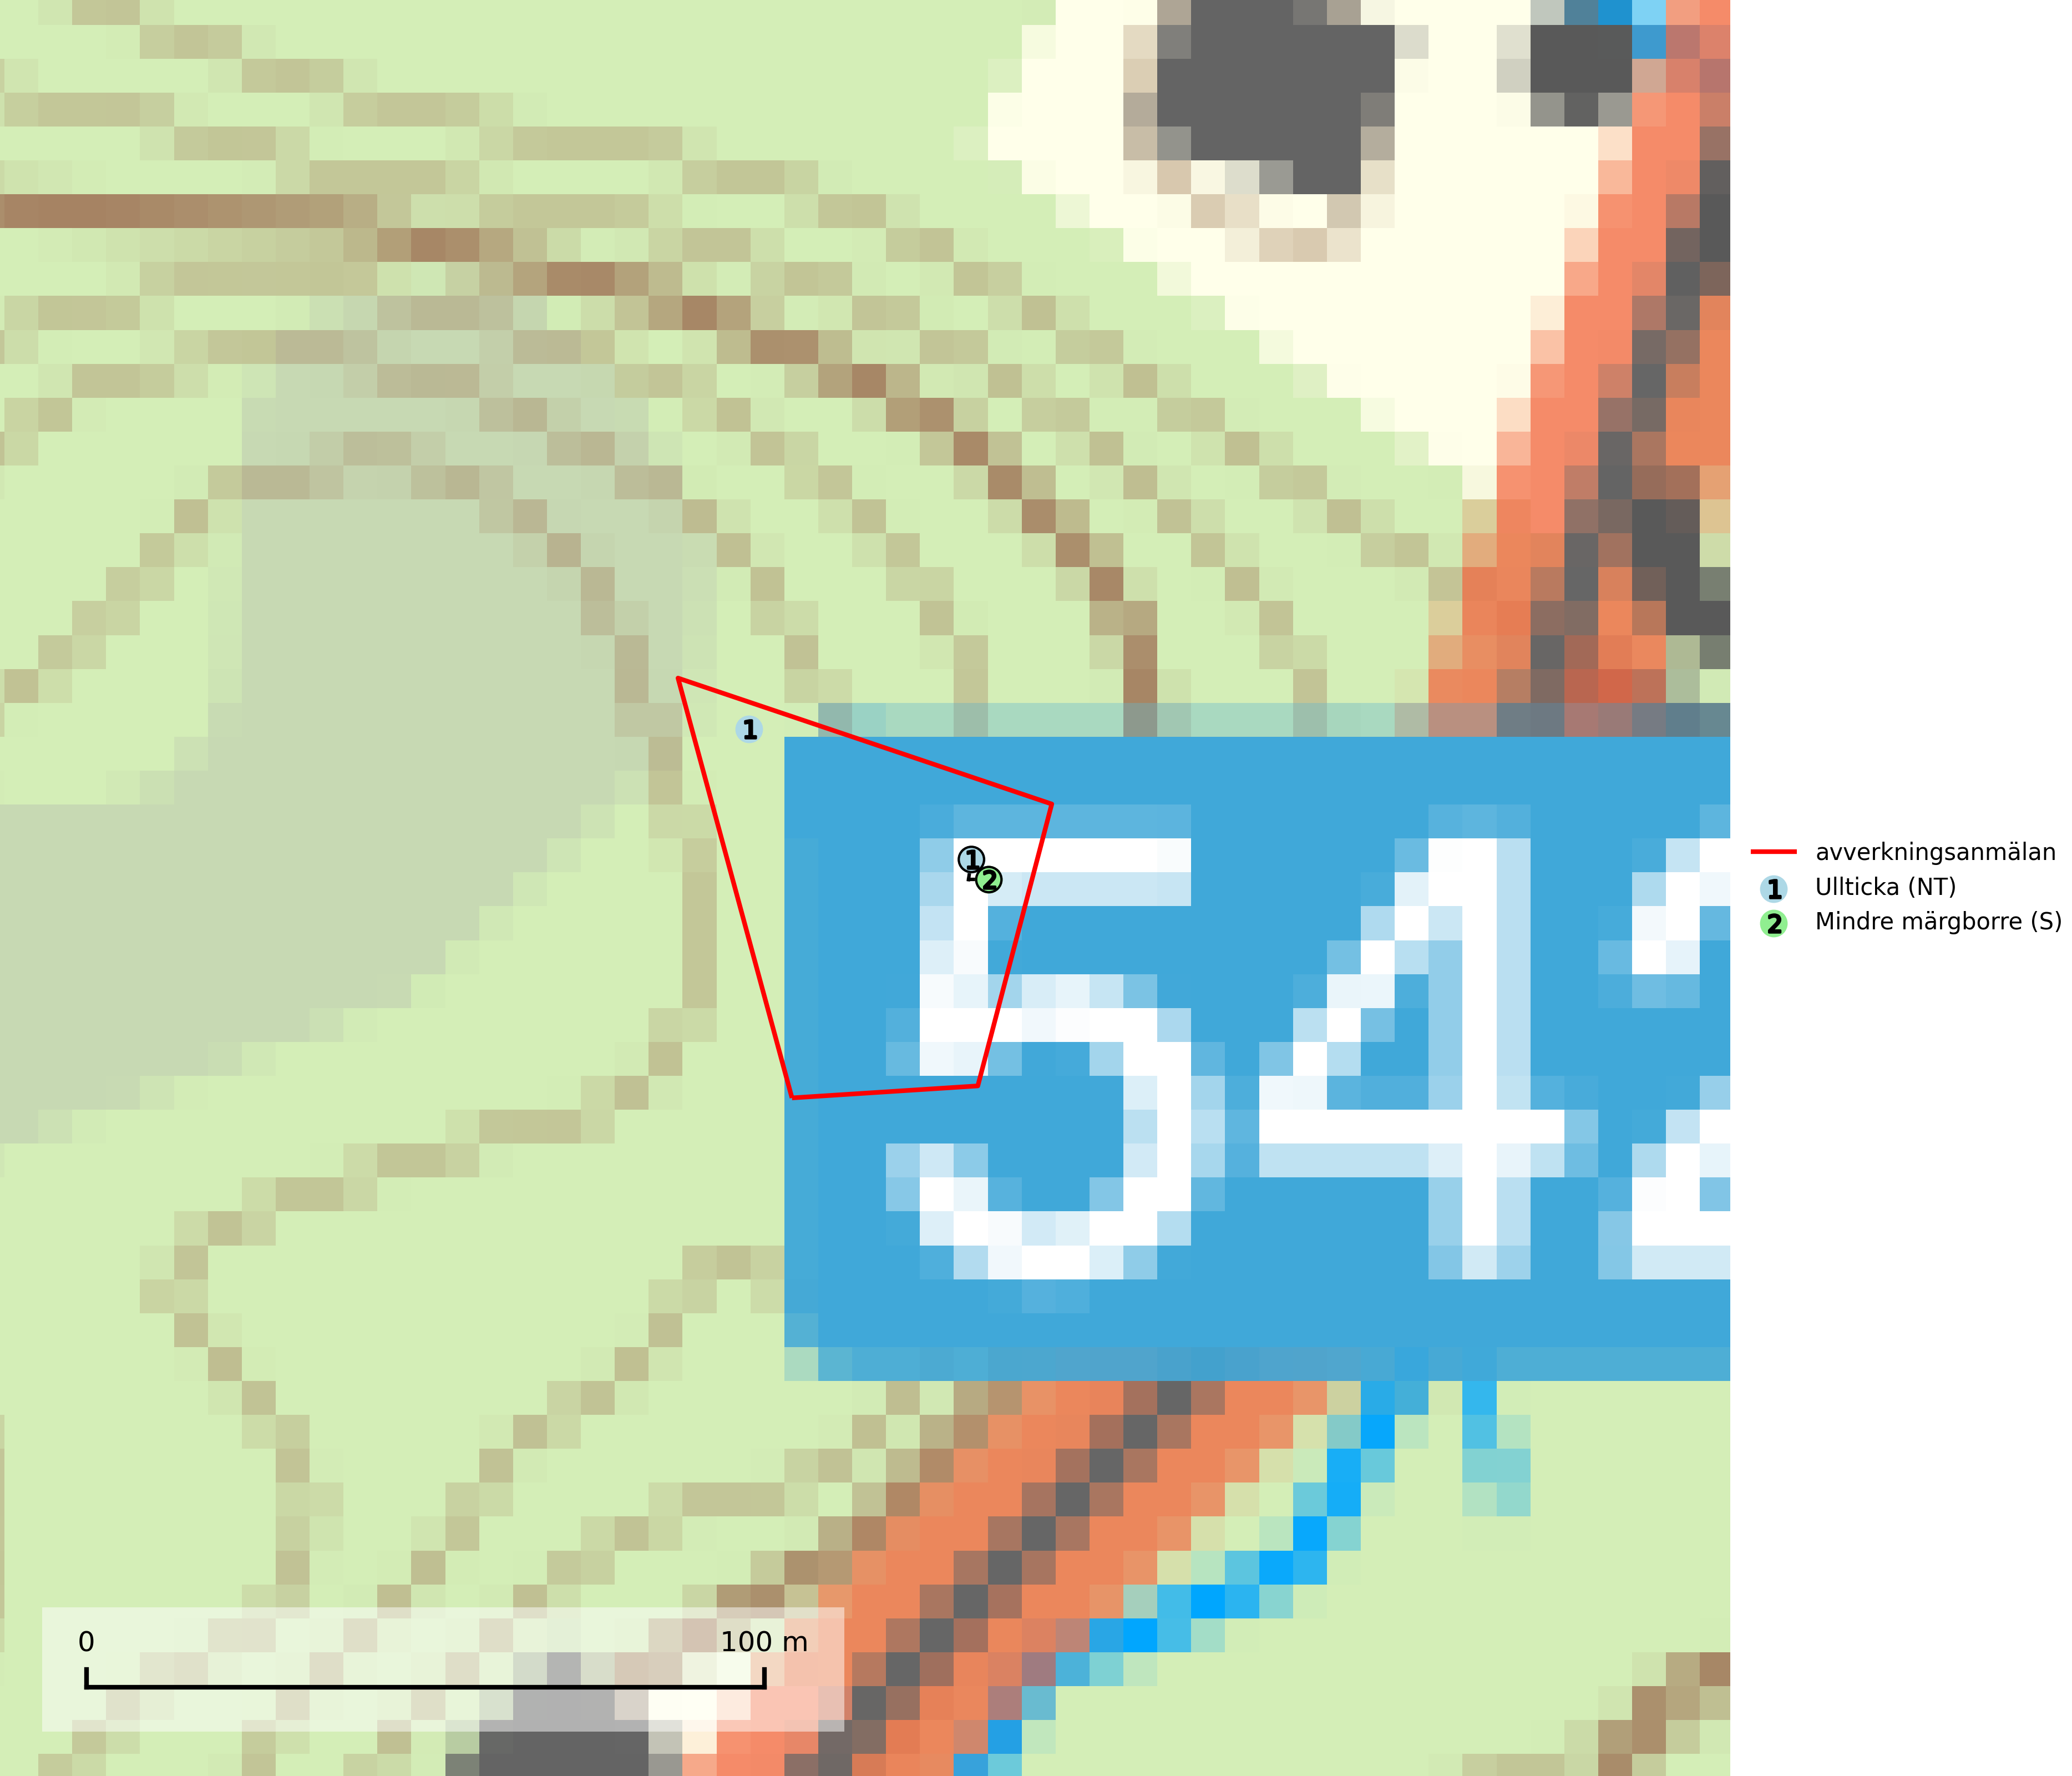 1
1
2
54
avverkningsanmälan
1 Ullticka (NT)
2 Mindre märgborre (S)
0 100 m